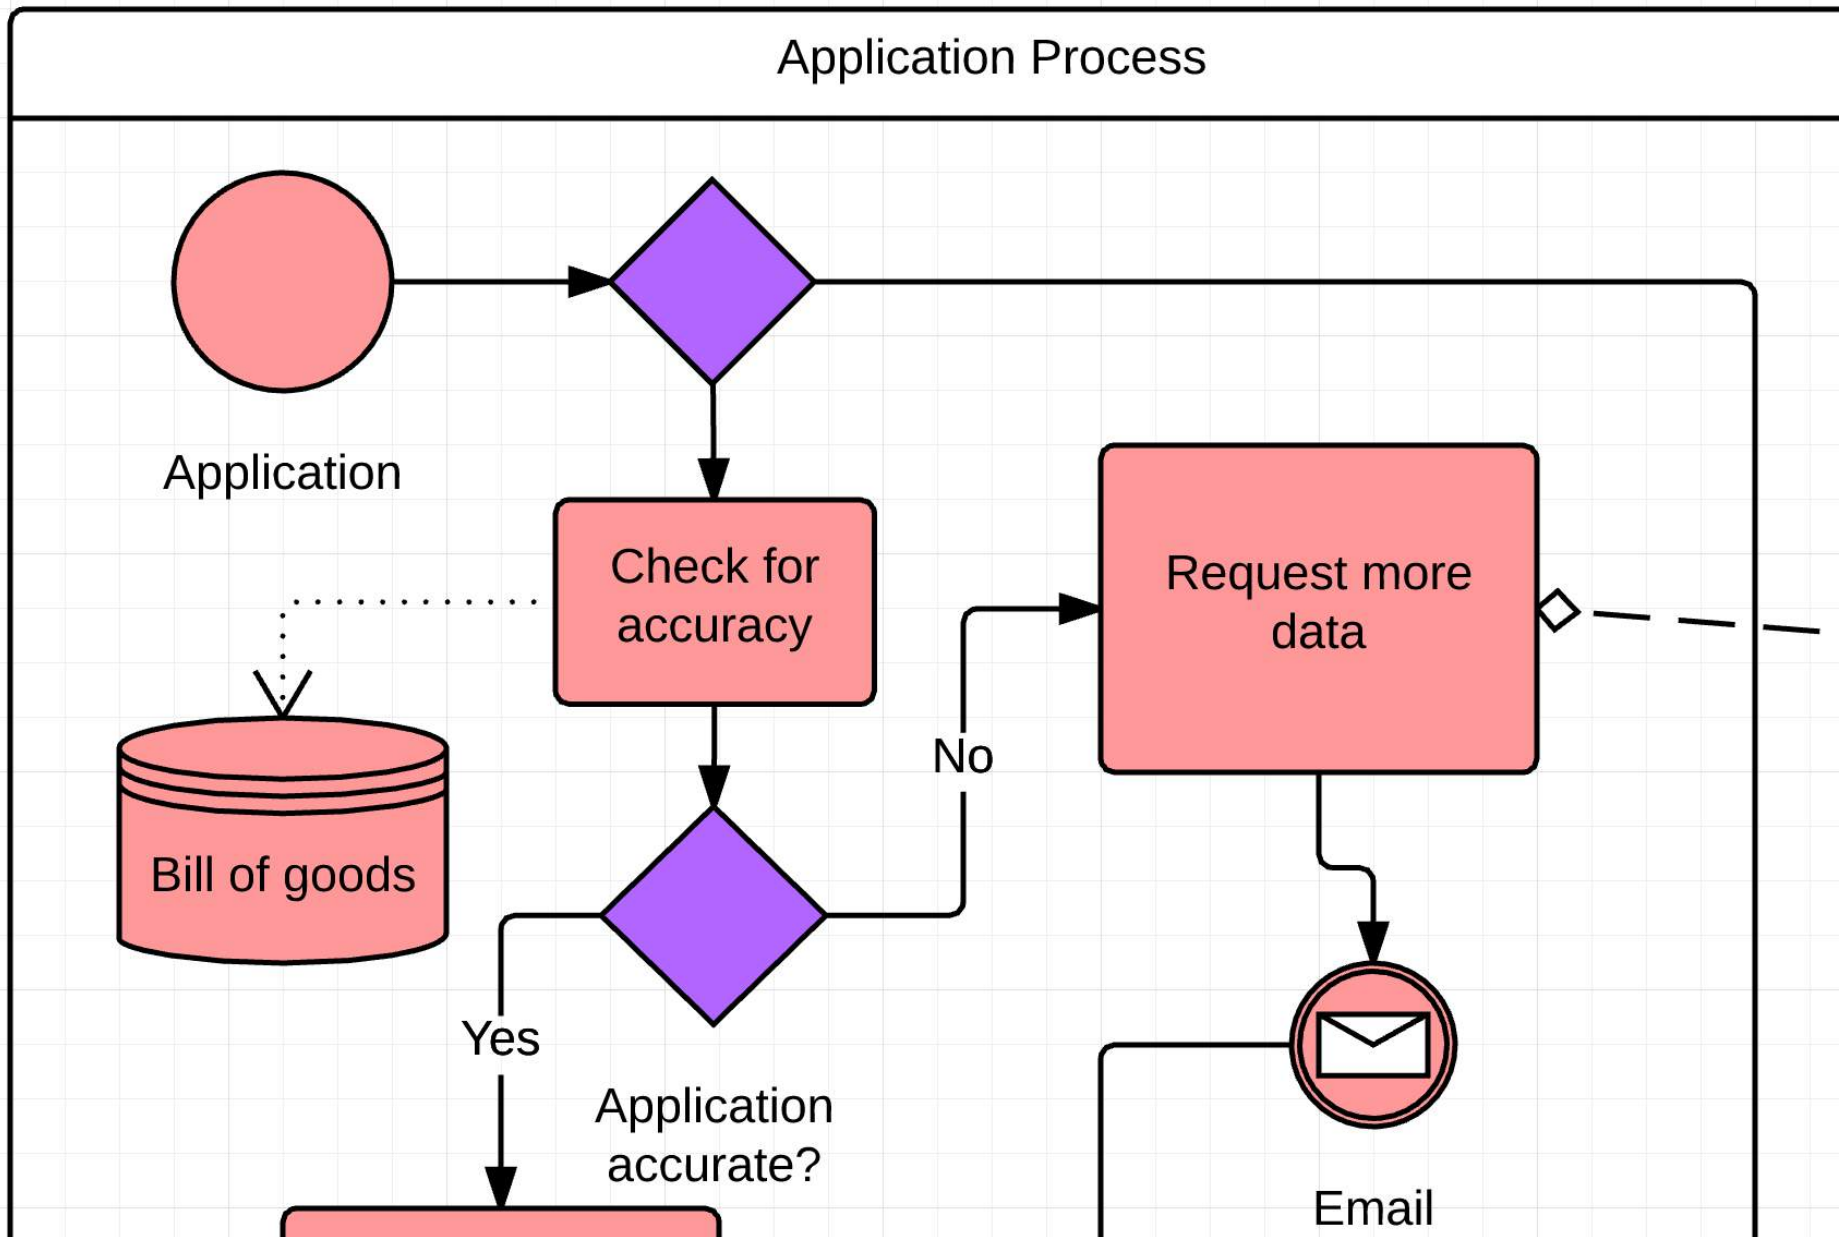 Application Process
Application
Check for
accuracy
Request more
data
No
Bill of goods
Yes
Application
accurate?
Email